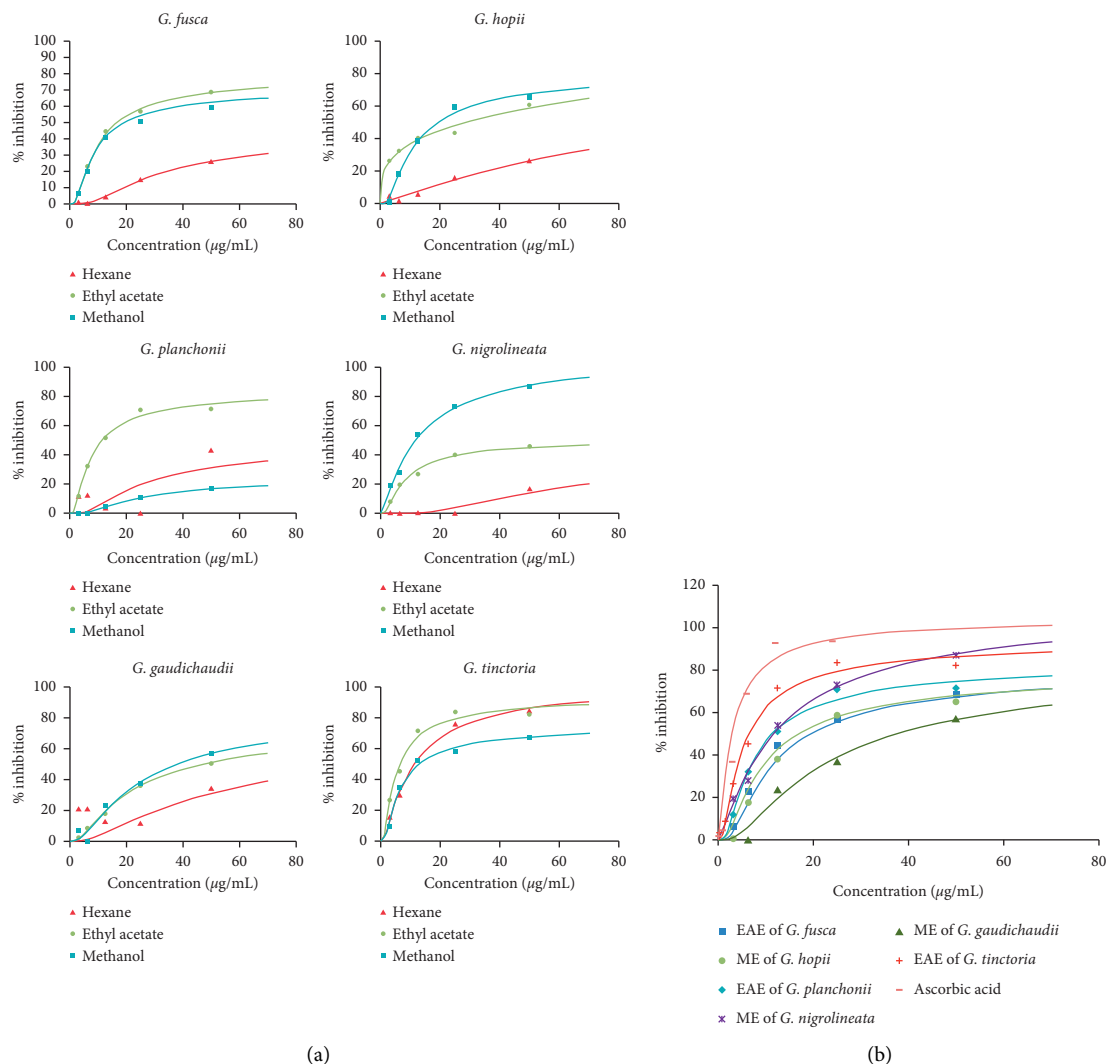 G. fusca
100
90
80
70
60
50
40
30
20
10
0
% inhibition
0 20 40 60 80
Concentration (µg/mL)
Hexane
Ethyl acetate
Methanol
G. hopii
100
80
60
40
20
0
% inhibition
0 20 40 60 80
Concentration (µg/mL)
Hexane
Ethyl acetate
Methanol
G. planchonii
100
80
60
40
20
0
% inhibition
0 20 40 60 80
Concentration (µg/mL)
Hexane
Ethyl acetate
Methanol
G. nigrolineata
100
80
60
40
20
0
% inhibition
0 20 40 60 80
Concentration (µg/mL)
Hexane
Ethyl acetate
Methanol
G. gaudichaudii
100
80
60
40
20
0
% inhibition
0 20 40 60 80
Concentration (µg/mL)
Hexane
Ethyl acetate
Methanol
G. tinctoria
100
80
60
40
20
0
% inhibition
0 20 40 60 80
Concentration (µg/mL)
Hexane
Ethyl acetate
Methanol
(a)
120
100
80
60
40
20
0
% inhibition
0 20 40 60 80
Concentration (µg/mL)
EAE of G. fusca
ME of G. hopii
EAE of G. planchonii
ME of G. nigrolineata
ME of G. gaudichaudii
EAE of G. tinctoria
Ascorbic acid
(b)